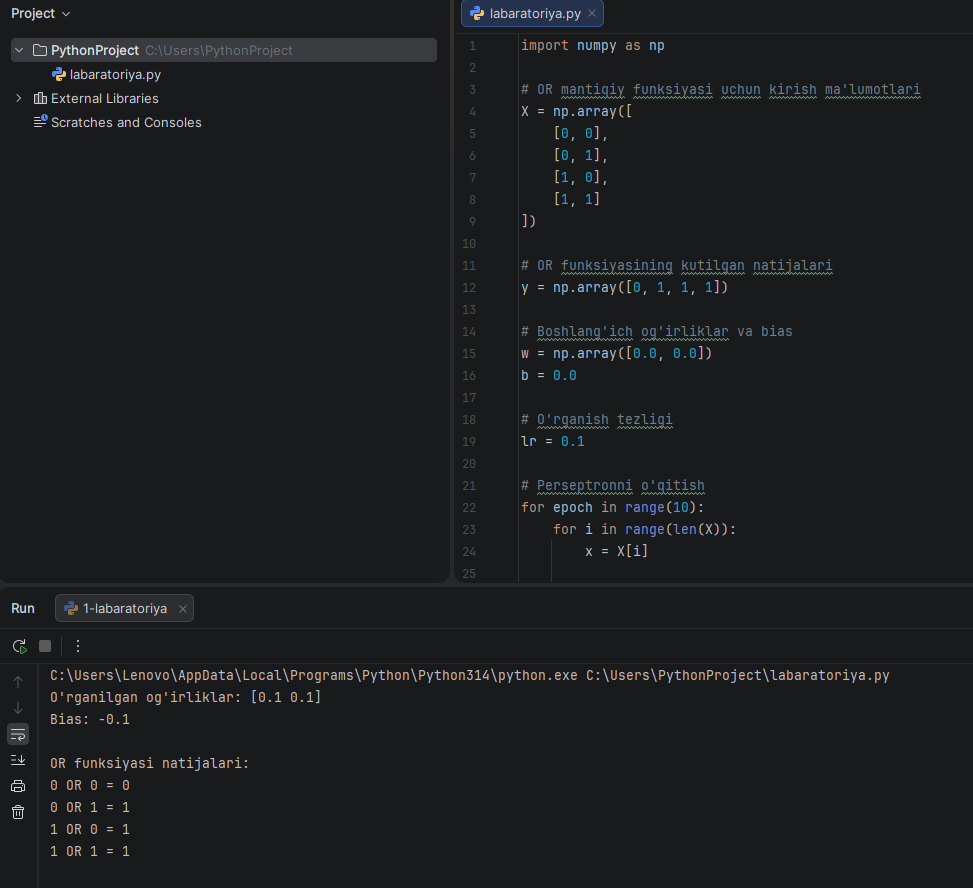 Project
PythonProject C:\Users\PythonProject
labaratoriya.py
External Libraries
Scratches and Consoles
labaratoriya.py
1 import numpy as np
2
3 # OR mantiqiy funksiyasi uchun kirish ma'lumotlari
4 X = np.array([
5     [0, 0],
6     [0, 1],
7     [1, 0],
8     [1, 1]
9 ])
10
11 # OR funksiyasining kutilgan natijalari
12 y = np.array([0, 1, 1, 1])
13
14 # Boshlang'ich og'irliklar va bias
15 w = np.array([0.0, 0.0])
16 b = 0.0
17
18 # O'rganish tezligi
19 lr = 0.1
20
21 # Perseptronni o'qitish
22 for epoch in range(10):
23     for i in range(len(X)):
24         x = X[i]
25
Run 1-labaratoriya
C:\Users\Lenovo\AppData\Local\Programs\Python\Python314\python.exe C:\Users\PythonProject\labaratoriya.py
O'rganilgan og'irliklar: [0.1 0.1]
Bias: -0.1
OR funksiyasi natijalari:
0 OR 0 = 0
0 OR 1 = 1
1 OR 0 = 1
1 OR 1 = 1